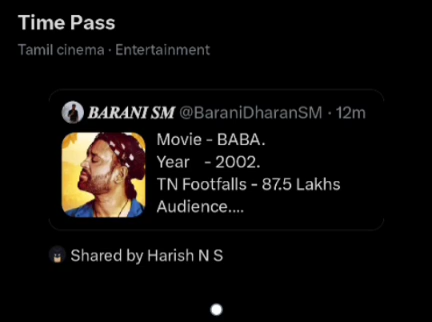 Time Pass
Tamil cinema · Entertainment
BARANI SM @BaraniDharanSM · 12m
Movie - BABA.
Year - 2002.
TN Footfalls - 87.5 Lakhs
Audience....
Shared by Harish N S